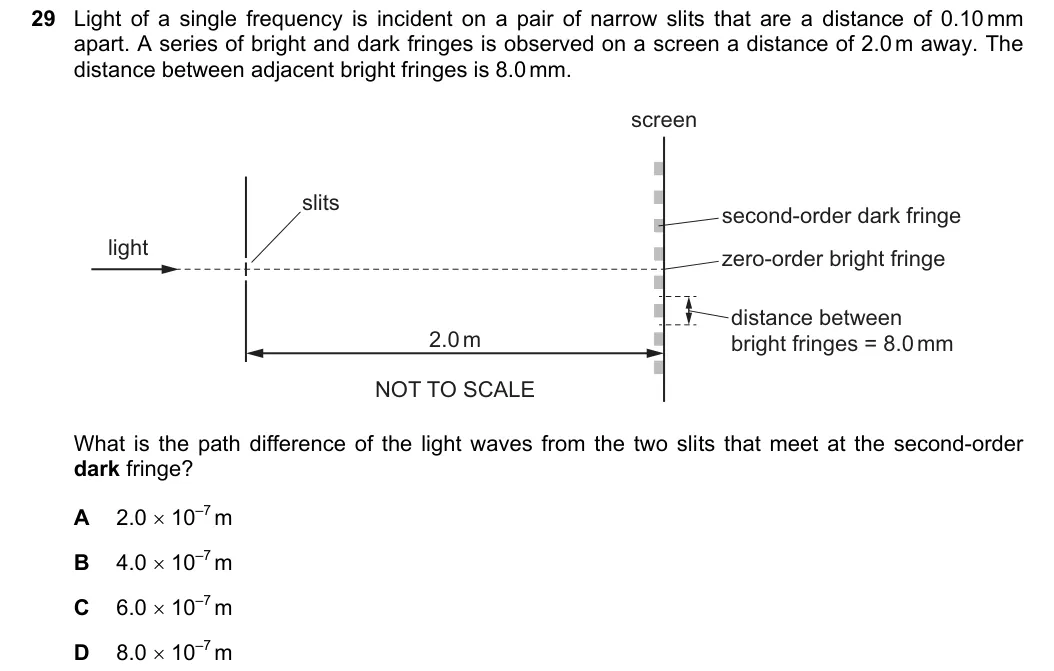 29 Light of a single frequency is incident on a pair of narrow slits that are a distance of 0.10 mm
apart. A series of bright and dark fringes is observed on a screen a distance of 2.0 m away. The
distance between adjacent bright fringes is 8.0 mm.
screen
slits
second-order dark fringe
light
zero-order bright fringe
distance between
2.0 m
bright fringes = 8.0 mm
NOT TO SCALE
What is the path difference of the light waves from the two slits that meet at the second-order
dark fringe?
A 2.0 × 10⁻⁷ m
B 4.0 × 10⁻⁷ m
C 6.0 × 10⁻⁷ m
D 8.0 × 10⁻⁷ m